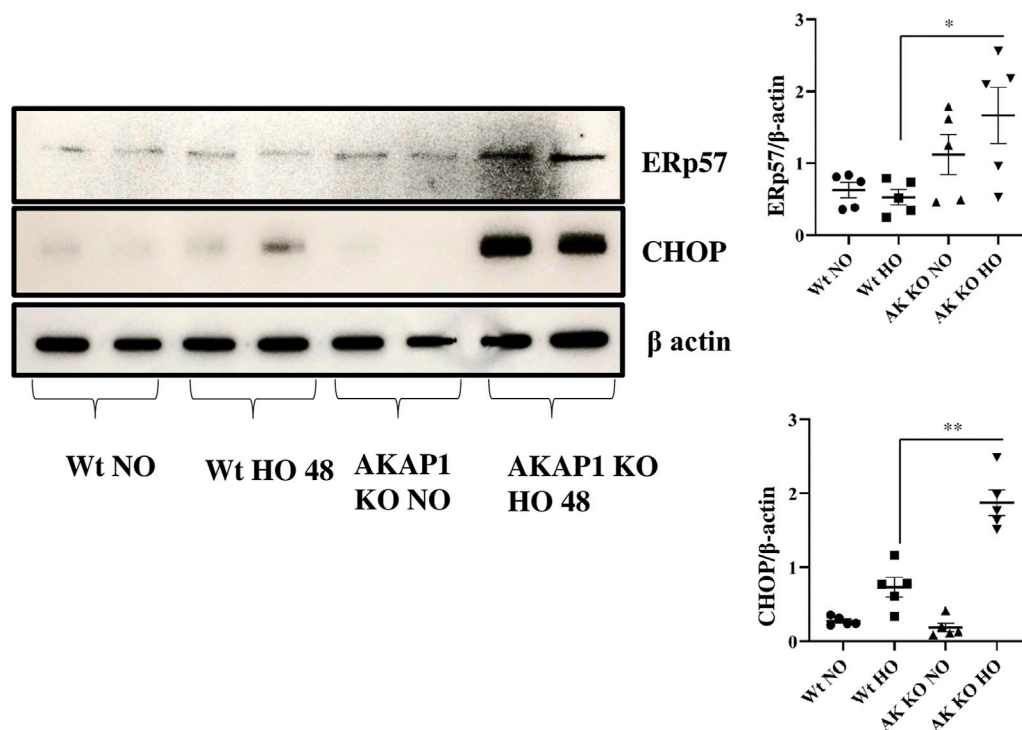 ERp57
CHOP
β actin
Wt NO
Wt HO 48
AKAP1
KO NO
AKAP1 KO
HO 48
ERp57/β-actin
3
2
1
0
*
Wt NO
Wt HO
AK KO NO
AK KO HO
CHOP/β-actin
3
2
1
0
**
Wt NO
Wt HO
AK KO NO
AK KO HO